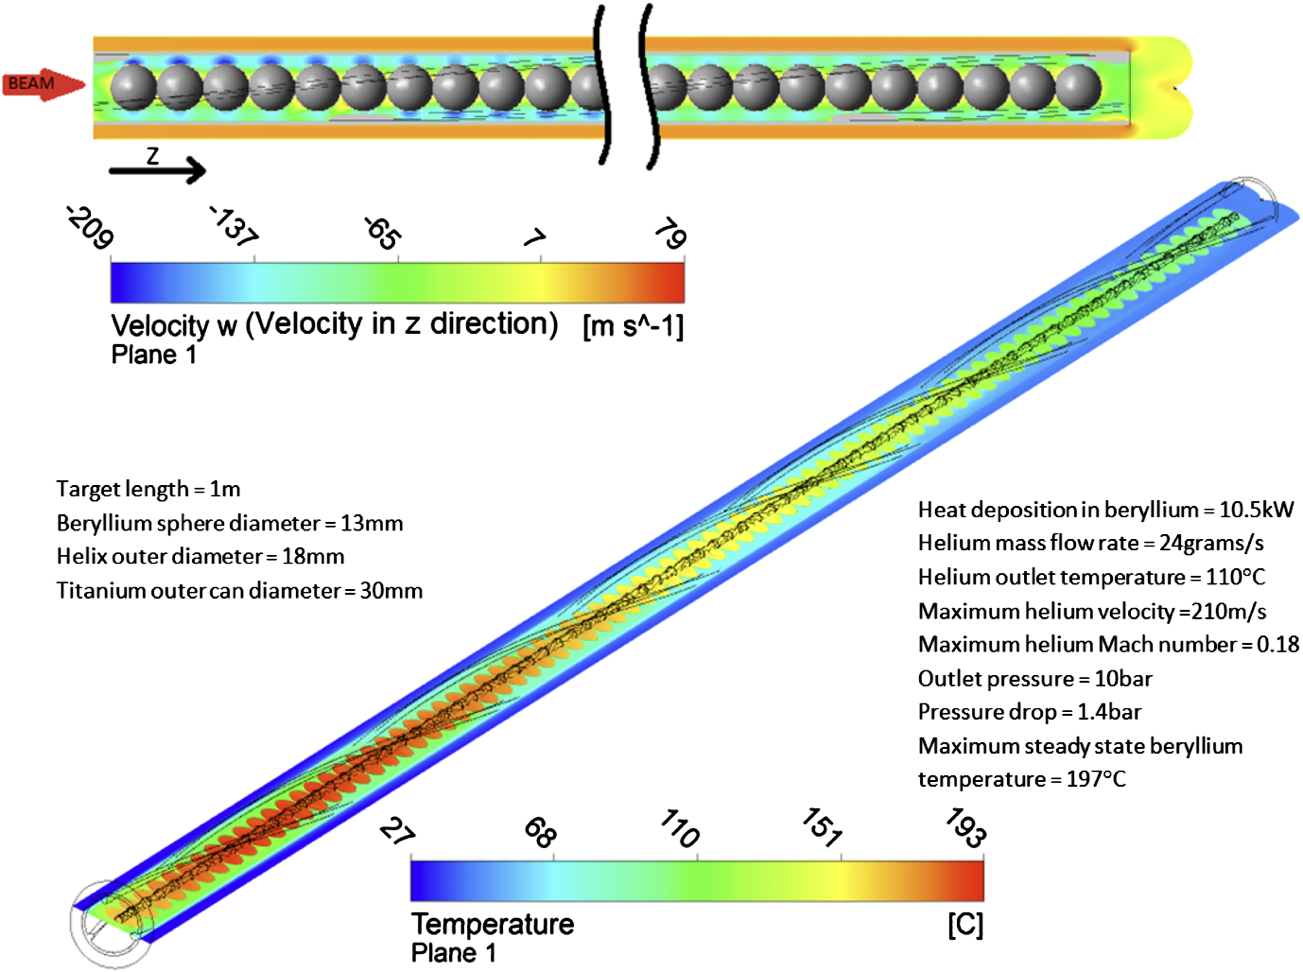 BEAM
Z
-209 -137 -65 7 79
Velocity w (Velocity in z direction) [m s^-1]
Plane 1
Target length = 1m
Beryllium sphere diameter = 13mm
Helix outer diameter = 18mm
Titanium outer can diameter = 30mm
Heat deposition in beryllium = 10.5kW
Helium mass flow rate = 24grams/s
Helium outlet temperature = 110°C
Maximum helium velocity =210m/s
Maximum helium Mach number = 0.18
Outlet pressure = 10bar
Pressure drop = 1.4bar
Maximum steady state beryllium
temperature = 197°C
27 68 110 151 193
Temperature [C]
Plane 1